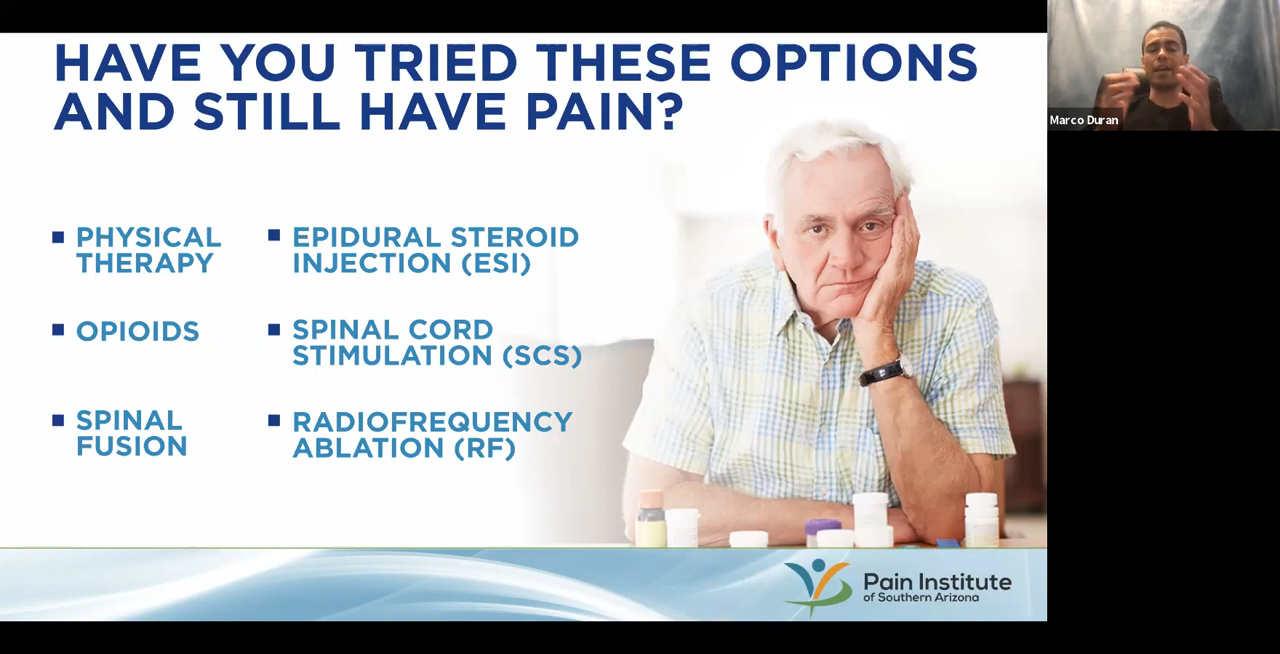 HAVE YOU TRIED THESE OPTIONS
AND STILL HAVE PAIN?
PHYSICAL
THERAPY
OPIOIDS
SPINAL
FUSION
EPIDURAL STEROID
INJECTION (ESI)
SPINAL CORD
STIMULATION (SCS)
RADIOFREQUENCY
ABLATION (RF)
Pain Institute
of Southern Arizona
Marco Duran